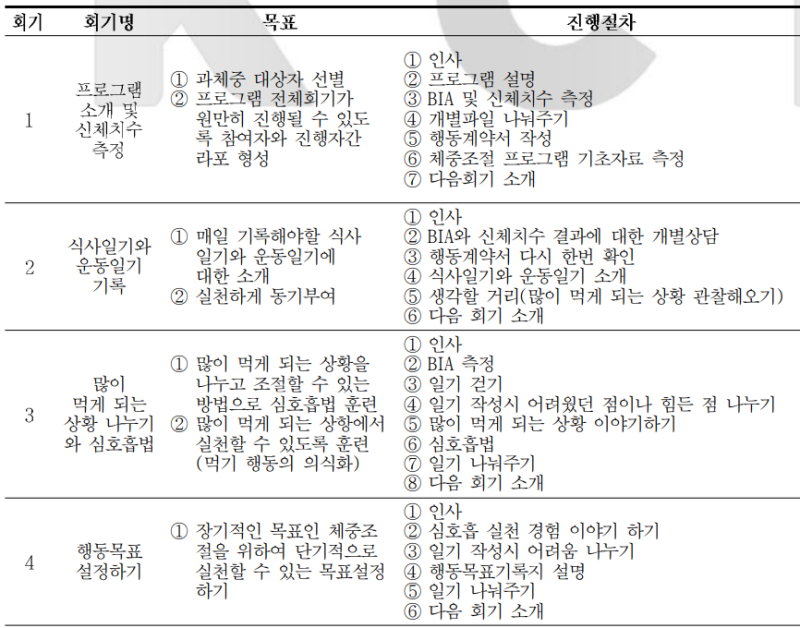 회기 회기명 목표 진행절차
1
프로그램
소개 및
신체치수
측정
① 과체중 대상자 선별
② 프로그램 전체회기가
원만히 진행될 수 있도
록 참여자와 진행자간
라포 형성
① 인사
② 프로그램 설명
③ BIA 및 신체치수 측정
④ 개별파일 나눠주기
⑤ 행동계약서 작성
⑥ 체중조절 프로그램 기초자료 측정
⑦ 다음회기 소개
2
식사일기와
운동일기
기록
① 매일 기록해야할 식사
일기와 운동일기에
대한 소개
② 실천하게 동기부여
① 인사
② BIA와 신체치수 결과에 대한 개별상담
③ 행동계약서 다시 한번 확인
④ 식사일기와 운동일기 소개
⑤ 생각할 거리(많이 먹게 되는 상황 관찰해오기)
⑥ 다음 회기 소개
3
많이
먹게 되는
상황 나누기
와 심호흡법
① 많이 먹게 되는 상황을
나누고 조절할 수 있는
방법으로 심호흡법 훈련
② 많이 먹게 되는 상항에서
실천할 수 있도록 훈련
(먹기 행동의 의식화)
① 인사
② BIA 측정
③ 일기 걷기
④ 일기 작성시 어려웠던 점이나 힘든 점 나누기
⑤ 많이 먹게 되는 상황 이야기하기
⑥ 심호흡법
⑦ 일기 나눠주기
⑧ 다음 회기 소개
4
행동목표
설정하기
① 장기적인 목표인 체중조
절을 위하여 단기적으로
실천할 수 있는 목표설정
하기
① 인사
② 심호흡 실천 경험 이야기 하기
③ 일기 작성시 어려움 나누기
④ 행동목표기록지 설명
⑤ 일기 나눠주기
⑥ 다음 회기 소개